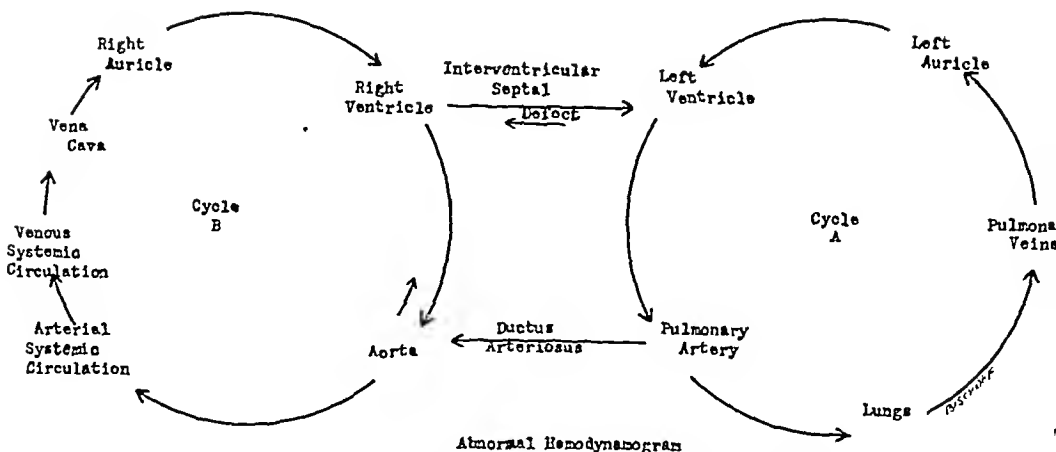 Right
Auricle
Left
Auricle
Interventricular
Septal
Defect
Right
Ventricle
Left
Ventricle
Vena
Cava
Cycle
B
Cycle
A
Venous
Systemic
Circulation
Pulmona
Veins
Arterial
Systemic
Circulation
Aorta
Ductus
Arteriosus
Pulmonary
Artery
Lungs
Abnormal Hemodynamogram